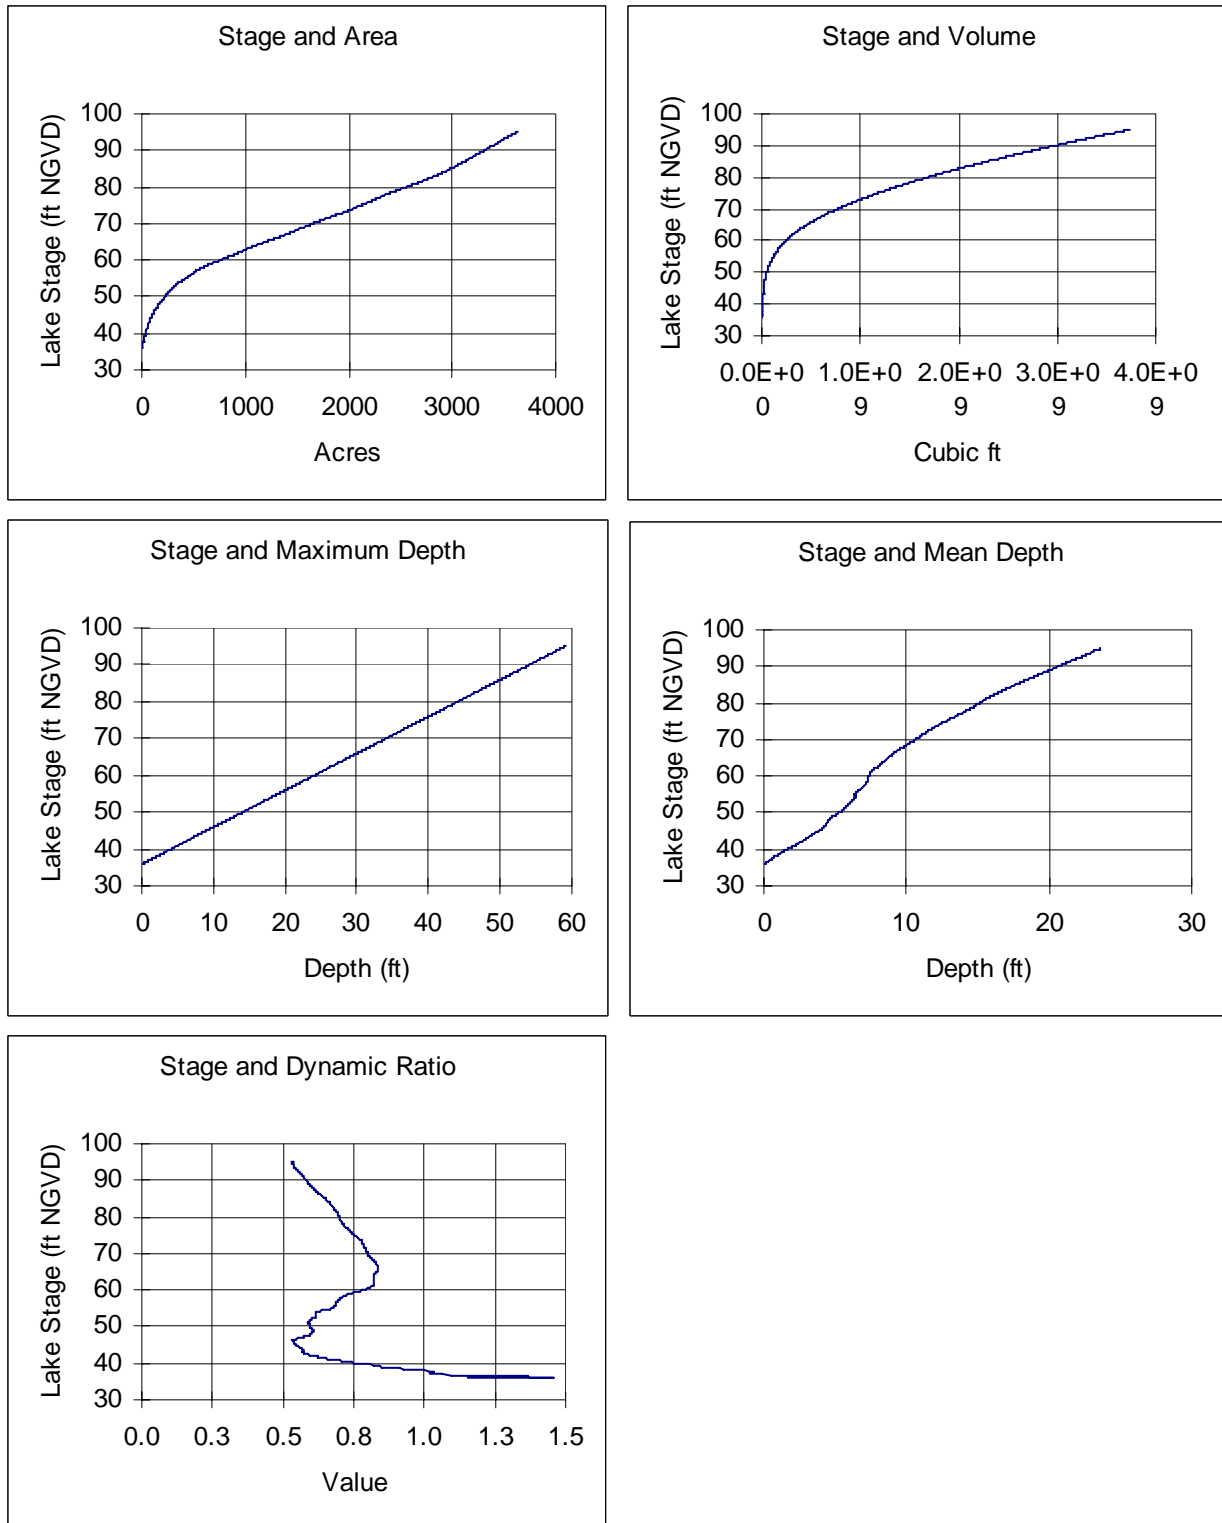 Stage and Area
Lake Stage (ft NGVD)
100
90
80
70
60
50
40
30
0 1000 2000 3000 4000
Acres
Stage and Volume
Lake Stage (ft NGVD)
100
90
80
70
60
50
40
30
0.0E+0 1.0E+0 2.0E+0 3.0E+0 4.0E+0
0 9 9 9 9
Cubic ft
Stage and Maximum Depth
Lake Stage (ft NGVD)
100
90
80
70
60
50
40
30
0 10 20 30 40 50 60
Depth (ft)
Stage and Mean Depth
Lake Stage (ft NGVD)
100
90
80
70
60
50
40
30
0 10 20 30
Depth (ft)
Stage and Dynamic Ratio
Lake Stage (ft NGVD)
100
90
80
70
60
50
40
30
0.0 0.3 0.5 0.8 1.0 1.3 1.5
Value